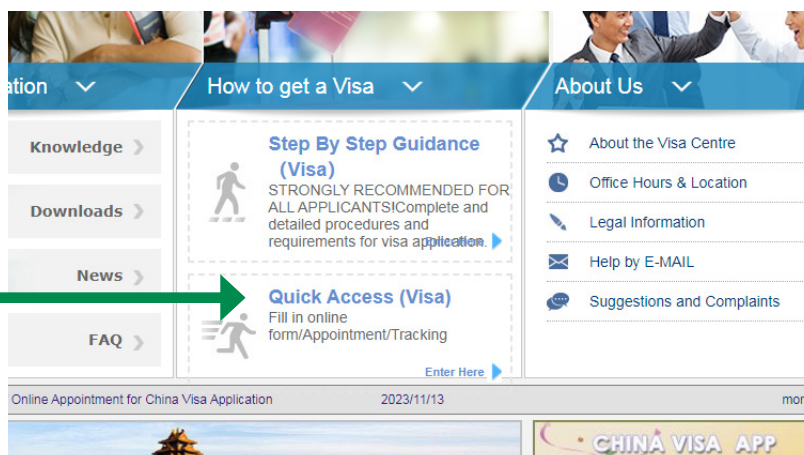 ation
How to get a Visa
About Us
Knowledge
Downloads
News
FAQ
Step By Step Guidance
(Visa)
STRONGLY RECOMMENDED FOR
ALL APPLICANTS!Complete and
detailed procedures and
requirements for visa application.
Quick Access (Visa)
Fill in online
form/Appointment/Tracking
Enter Here
About the Visa Centre
Office Hours & Location
Legal Information
Help by E-MAIL
Suggestions and Complaints
Online Appointment for China Visa Application 2023/11/13 mor
CHINA VISA APP